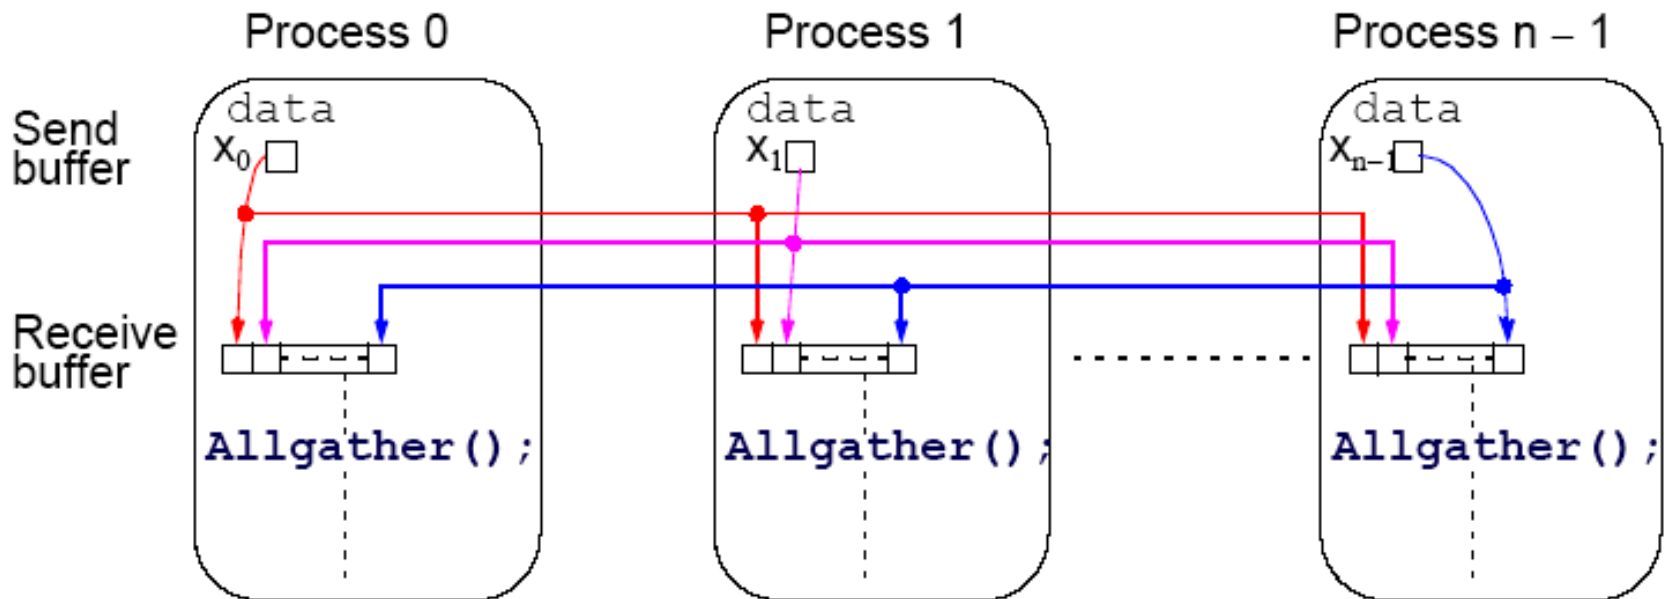 Process 0
Process 1
Process n – 1
data
data
data
Send
buffer
x₀
x₁
xₙ₋₁
Receive
buffer
Allgather();
Allgather();
Allgather();